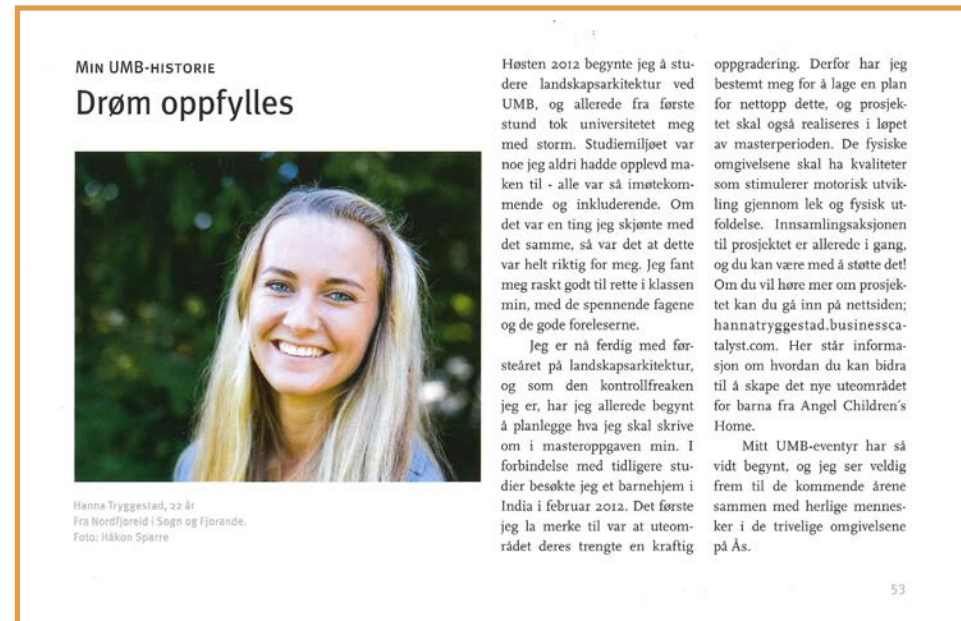 MIN UMB-HISTORIE
Drøm oppfylles
Hanna Tryggestad, 22 år
Fra Nordfjoreid i Sogn og Fjorande.
Foto: Håkon Sparre
Høsten 2012 begynte jeg å stu-
dere landskapsarkitektur ved
UMB, og allerede fra første
stund tok universitetet meg
med storm. Studiemiljøet var
noe jeg aldri hadde opplevd ma-
ken til - alle var så imøtekom-
mende og inkluderende. Om
det var en ting jeg skjønte med
det samme, så var det at dette
var helt riktig for meg. Jeg fant
meg raskt godt til rette i klassen
min, med de spennende fagene
og de gode foreleserne.
Jeg er nå ferdig med før-
steåret på landskapsarkitektur,
og som den kontrollfreaken
jeg er, har jeg allerede begynt
å planlegge hva jeg skal skrive
om i masteroppgaven min. I
forbindelse med tidligere stu-
dier besøkte jeg et barnehjem i
India i februar 2012. Det første
jeg la merke til var at uteom-
rådet deres trengte en kraftig
oppgradering. Derfor har jeg
bestemt meg for å lage en plan
for nettopp dette, og prosjek-
tet skal også realiseres i løpet
av masterperioden. De fysiske
omgivelsene skal ha kvaliteter
som stimulerer motorisk utvik-
ling gjennom lek og fysisk ut-
foldelse. Innsamlingsaksjonen
til prosjektet er allerede i gang,
og du kan være med å støtte det!
Om du vil høre mer om prosjek-
tet kan du gå inn på nettsiden;
hannatryggestad.businessca-
talyst.com. Her står informa-
sjon om hvordan du kan bidra
til å skape det nye uteområdet
for barna fra Angel Children´s
Home.
Mitt UMB-eventyr har så
vidt begynt, og jeg ser veldig
frem til de kommende årene
sammen med herlige mennes-
ker i de trivelige omgivelsene
på Ås.
53